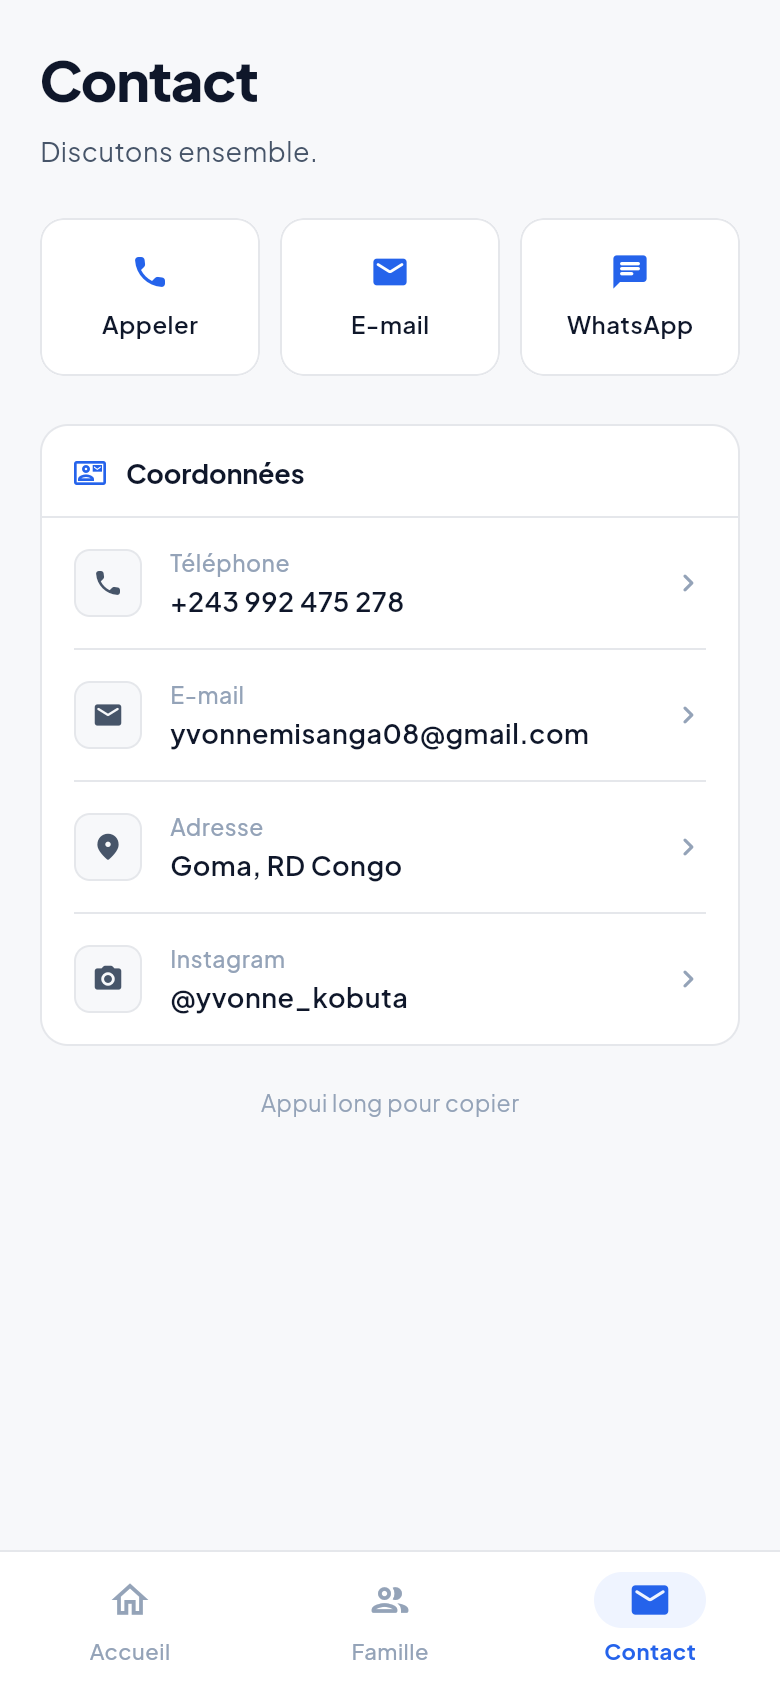 Contact
Discutons ensemble.
Appeler
E-mail
WhatsApp
Coordonnées
Téléphone
+243 992 475 278
E-mail
yvonnemisanga08@gmail.com
Adresse
Goma, RD Congo
Instagram
@yvonne_kobuta
Appui long pour copier
Accueil
Famille
Contact